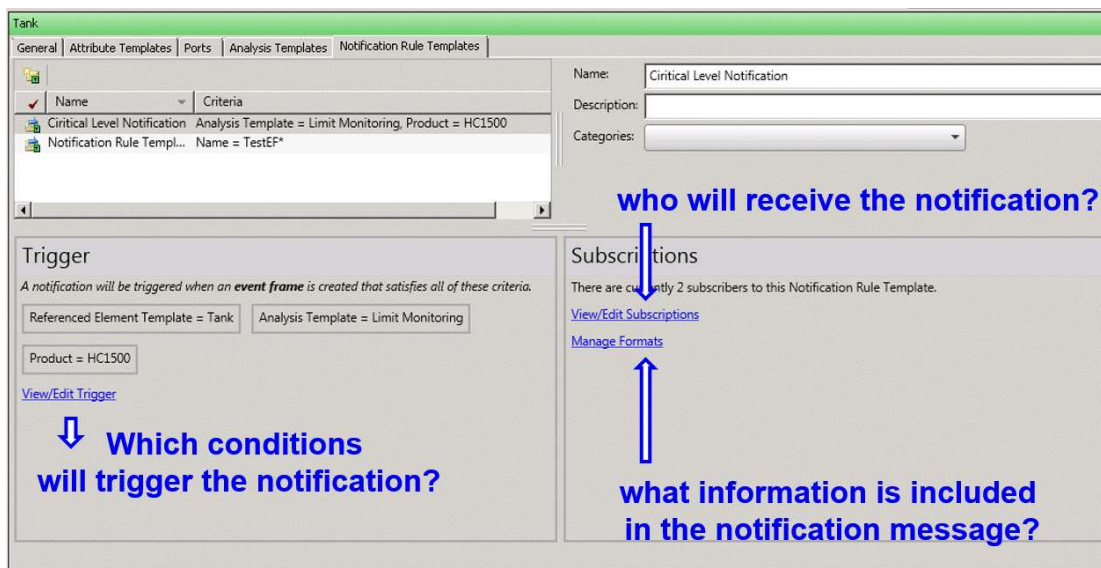 Tank
General Attribute Templates Ports Analysis Templates Notification Rule Templates
Name Criteria
Ciritical Level Notification Analysis Template = Limit Monitoring, Product = HC1500
Notification Rule Templ... Name = TestEF*
Name: Ciritical Level Notification
Description:
Categories:
who will receive the notification?
Trigger
A notification will be triggered when an event frame is created that satisfies all of these criteria.
Referenced Element Template = Tank Analysis Template = Limit Monitoring
Product = HC1500
View/Edit Trigger
Which conditions
will trigger the notification?
Subscriptions
There are currently 2 subscribers to this Notification Rule Template.
View/Edit Subscriptions
Manage Formats
what information is included
in the notification message?